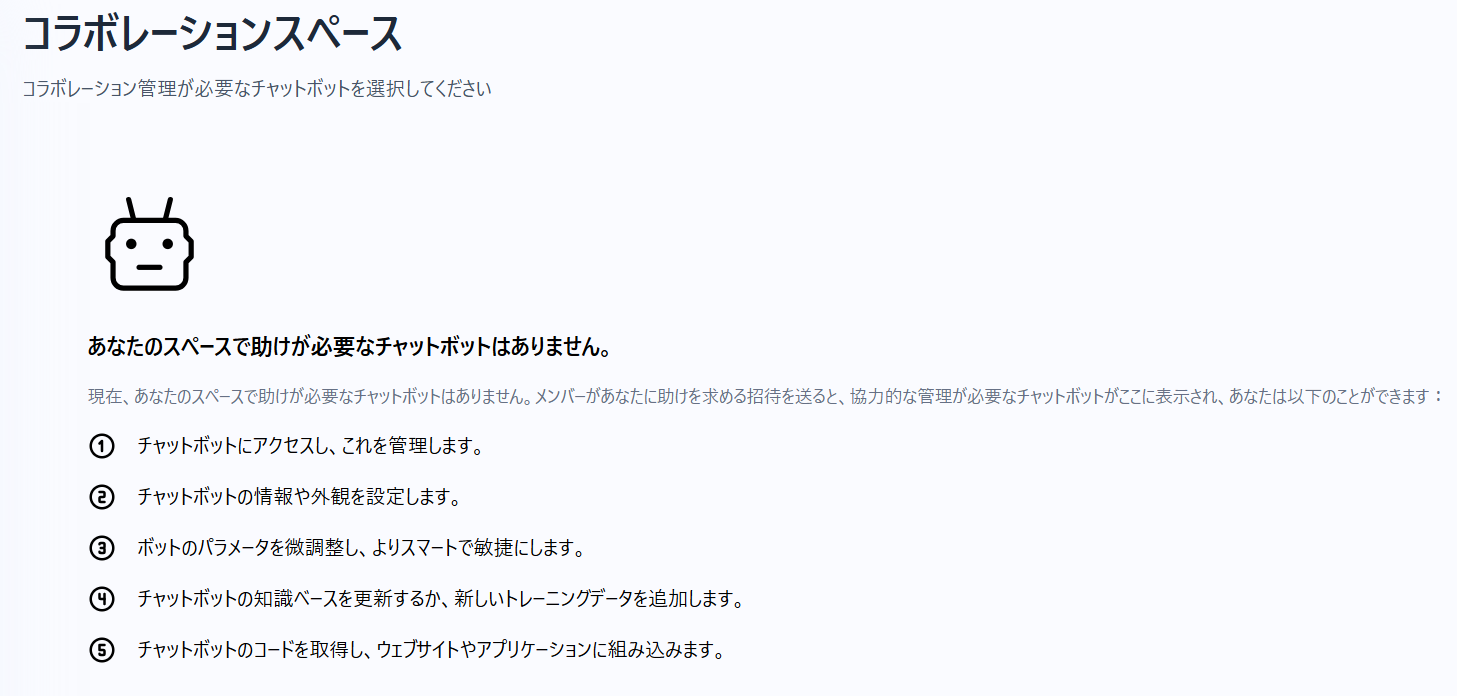 コラボレーションスペース
コラボレーション管理が必要なチャットボットを選択してください
あなたのスペースで助けが必要なチャットボットはありません。
現在、あなたのスペースで助けが必要なチャットボットはありません。メンバーがあなたに助けを求める招待を送ると、協力的な管理が必要なチャットボットがここに表示され、あなたは以下のことができます：
① チャットボットにアクセスし、これを管理します。
② チャットボットの情報や外観を設定します。
③ ボットのパラメータを微調整し、よりスマートで敏捷にします。
④ チャットボットの知識ベースを更新するか、新しいトレーニングデータを追加します。
⑤ チャットボットのコードを取得し、ウェブサイトやアプリケーションに組み込みます。